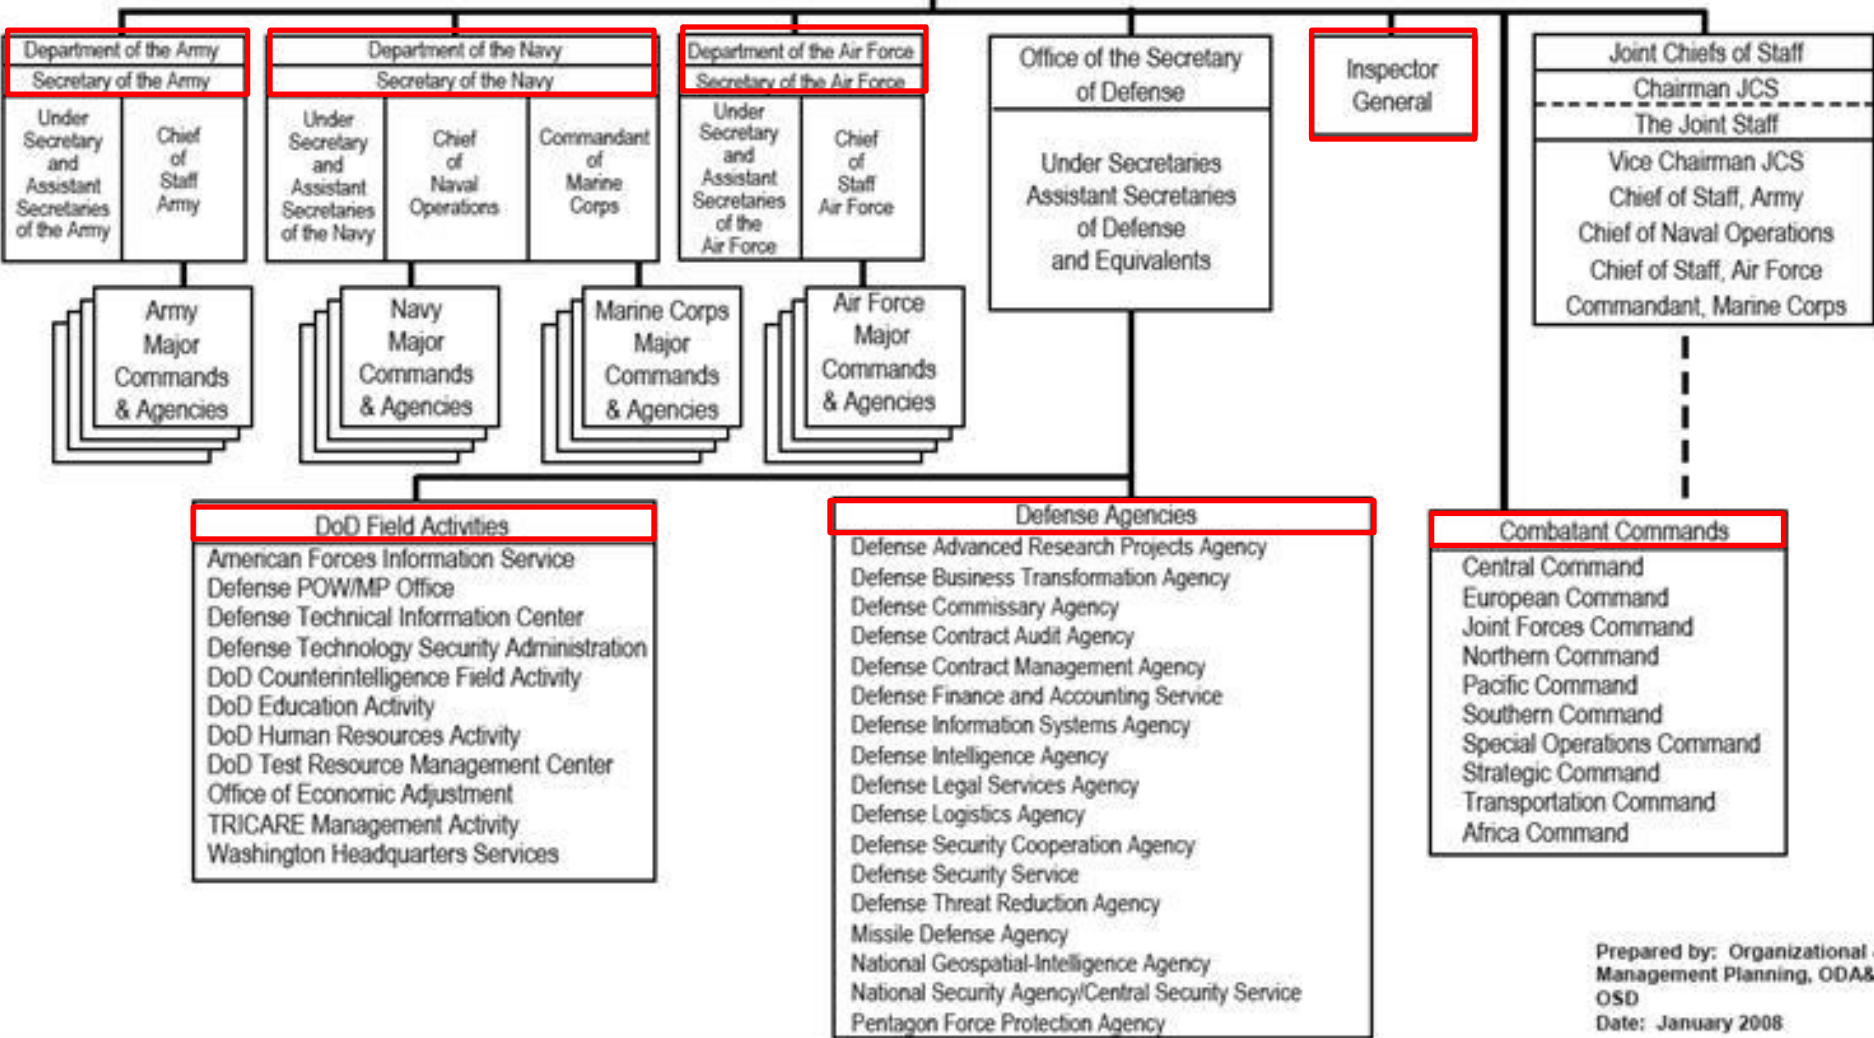 Department of the Army
Secretary of the Army
Under
Secretary
and
Assistant
Secretaries
of the Army
Chief
of
Staff
Army
Army
Major
Commands
& Agencies
Department of the Navy
Secretary of the Navy
Under
Secretary
and
Assistant
Secretaries
of the Navy
Chief
of
Naval
Operations
Commandant
of
Marine
Corps
Navy
Major
Commands
& Agencies
Marine Corps
Major
Commands
& Agencies
Department of the Air Force
Secretary of the Air Force
Under
Secretary
and
Assistant
Secretaries
of the
Air Force
Chief
of
Staff
Air Force
Air Force
Major
Commands
& Agencies
Office of the Secretary
of Defense
Under Secretaries
Assistant Secretaries
of Defense
and Equivalents
Inspector
General
Joint Chiefs of Staff
Chairman JCS
The Joint Staff
Vice Chairman JCS
Chief of Staff, Army
Chief of Naval Operations
Chief of Staff, Air Force
Commandant, Marine Corps
DoD Field Activities
American Forces Information Service
Defense POW/MP Office
Defense Technical Information Center
Defense Technology Security Administration
DoD Counterintelligence Field Activity
DoD Education Activity
DoD Human Resources Activity
DoD Test Resource Management Center
Office of Economic Adjustment
TRICARE Management Activity
Washington Headquarters Services
Defense Agencies
Defense Advanced Research Projects Agency
Defense Business Transformation Agency
Defense Commissary Agency
Defense Contract Audit Agency
Defense Contract Management Agency
Defense Finance and Accounting Service
Defense Information Systems Agency
Defense Intelligence Agency
Defense Legal Services Agency
Defense Logistics Agency
Defense Security Cooperation Agency
Defense Security Service
Defense Threat Reduction Agency
Missile Defense Agency
National Geospatial-Intelligence Agency
National Security Agency/Central Security Service
Pentagon Force Protection Agency
Combatant Commands
Central Command
European Command
Joint Forces Command
Northern Command
Pacific Command
Southern Command
Special Operations Command
Strategic Command
Transportation Command
Africa Command
Prepared by: Organizational
Management Planning, ODA&
OSD
Date: January 2008